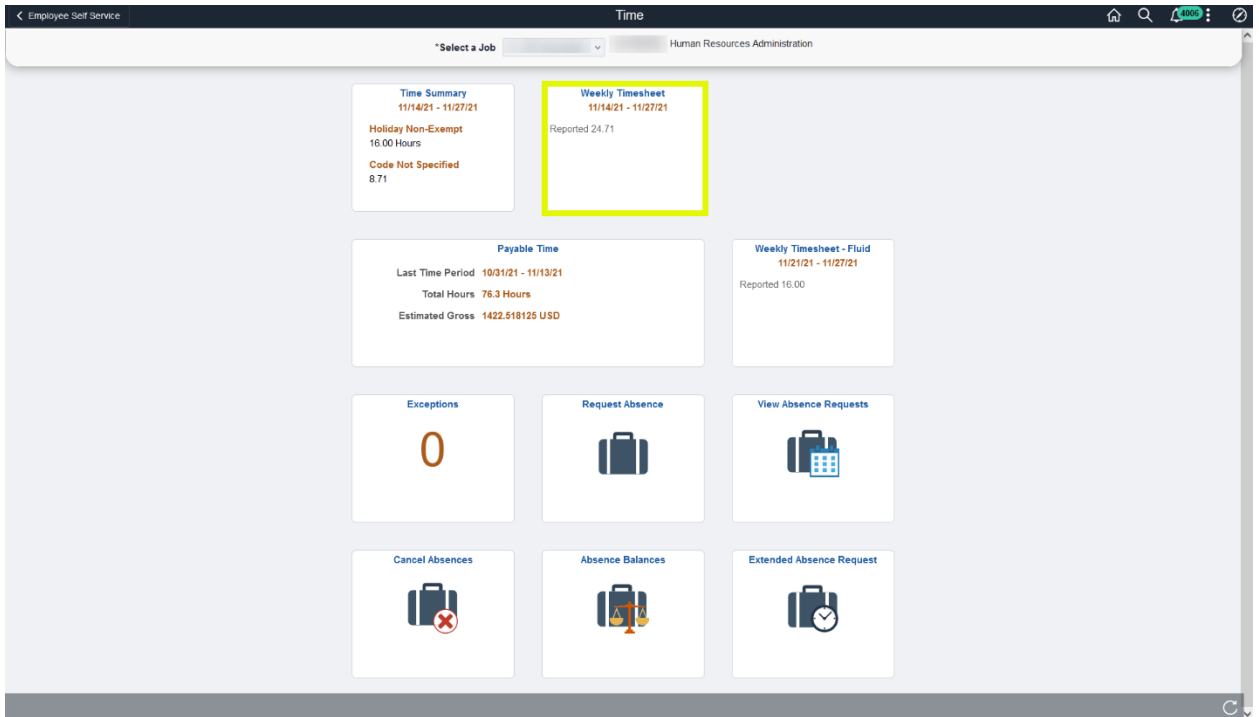 Employee Self Service
Time
4006
*Select a Job
Human Resources Administration
Time Summary
11/14/21 - 11/27/21
Holiday Non-Exempt
16.00 Hours
Code Not Specified
8.71
Weekly Timesheet
11/14/21 - 11/27/21
Reported 24.71
Payable Time
Last Time Period 10/31/21 - 11/13/21
Total Hours 76.3 Hours
Estimated Gross 1422.518125 USD
Weekly Timesheet - Fluid
11/21/21 - 11/27/21
Reported 16.00
Exceptions
0
Request Absence
View Absence Requests
Cancel Absences
Absence Balances
Extended Absence Request